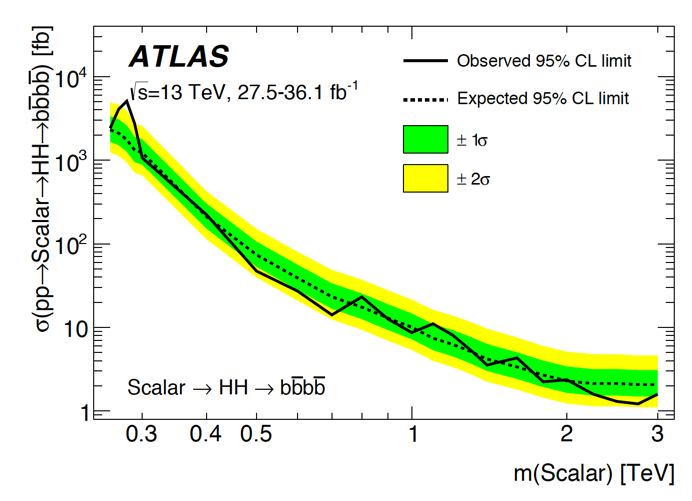 ATLAS
√s=13 TeV, 27.5-36.1 fb⁻¹
Observed 95% CL limit
Expected 95% CL limit
± 1σ
± 2σ
σ(pp→Scalar→HH→bb̅bb̅) [fb]
10⁴
10³
10²
10
1
Scalar → HH → bb̅bb̅
0.3 0.4 0.5 1 2 3
m(Scalar) [TeV]